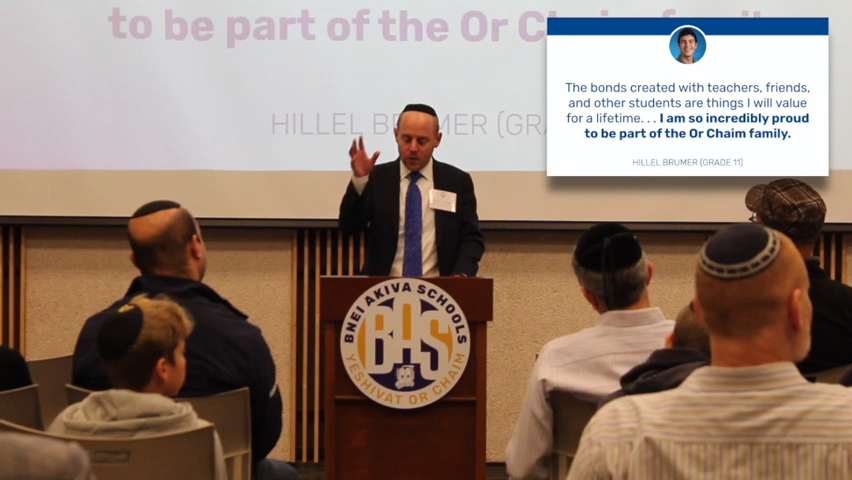 to be part of the Or Chaim family.
HILLEL BRUMER (GRA
The bonds created with teachers, friends,
and other students are things I will value
for a lifetime. . . I am so incredibly proud
to be part of the Or Chaim family.
HILLEL BRUMER (GRADE 11)
BNEI AKIVA SCHOOLS
BAS
YESHIVAT OR CHAIM